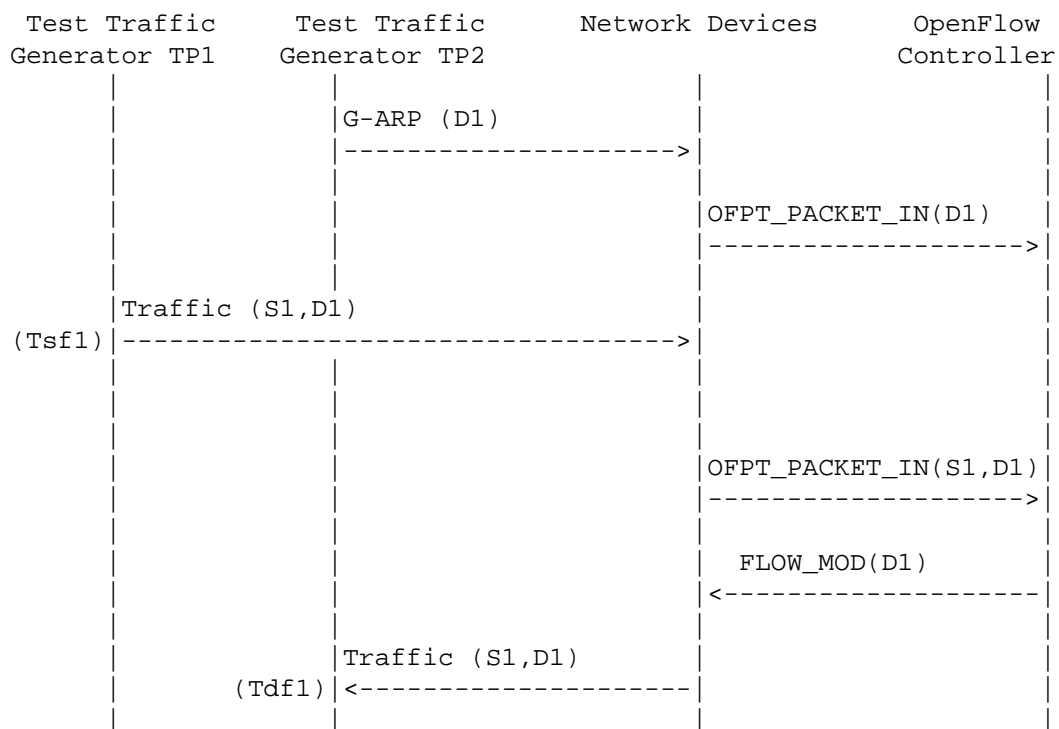 Test Traffic Test Traffic Network Devices OpenFlow
Generator TP1 Generator TP2 Controller
G-ARP (D1)
OFPT_PACKET_IN(D1)
Traffic (S1,D1)
(Tsf1)
OFPT_PACKET_IN(S1,D1)
FLOW_MOD(D1)
Traffic (S1,D1)
(Tdf1)